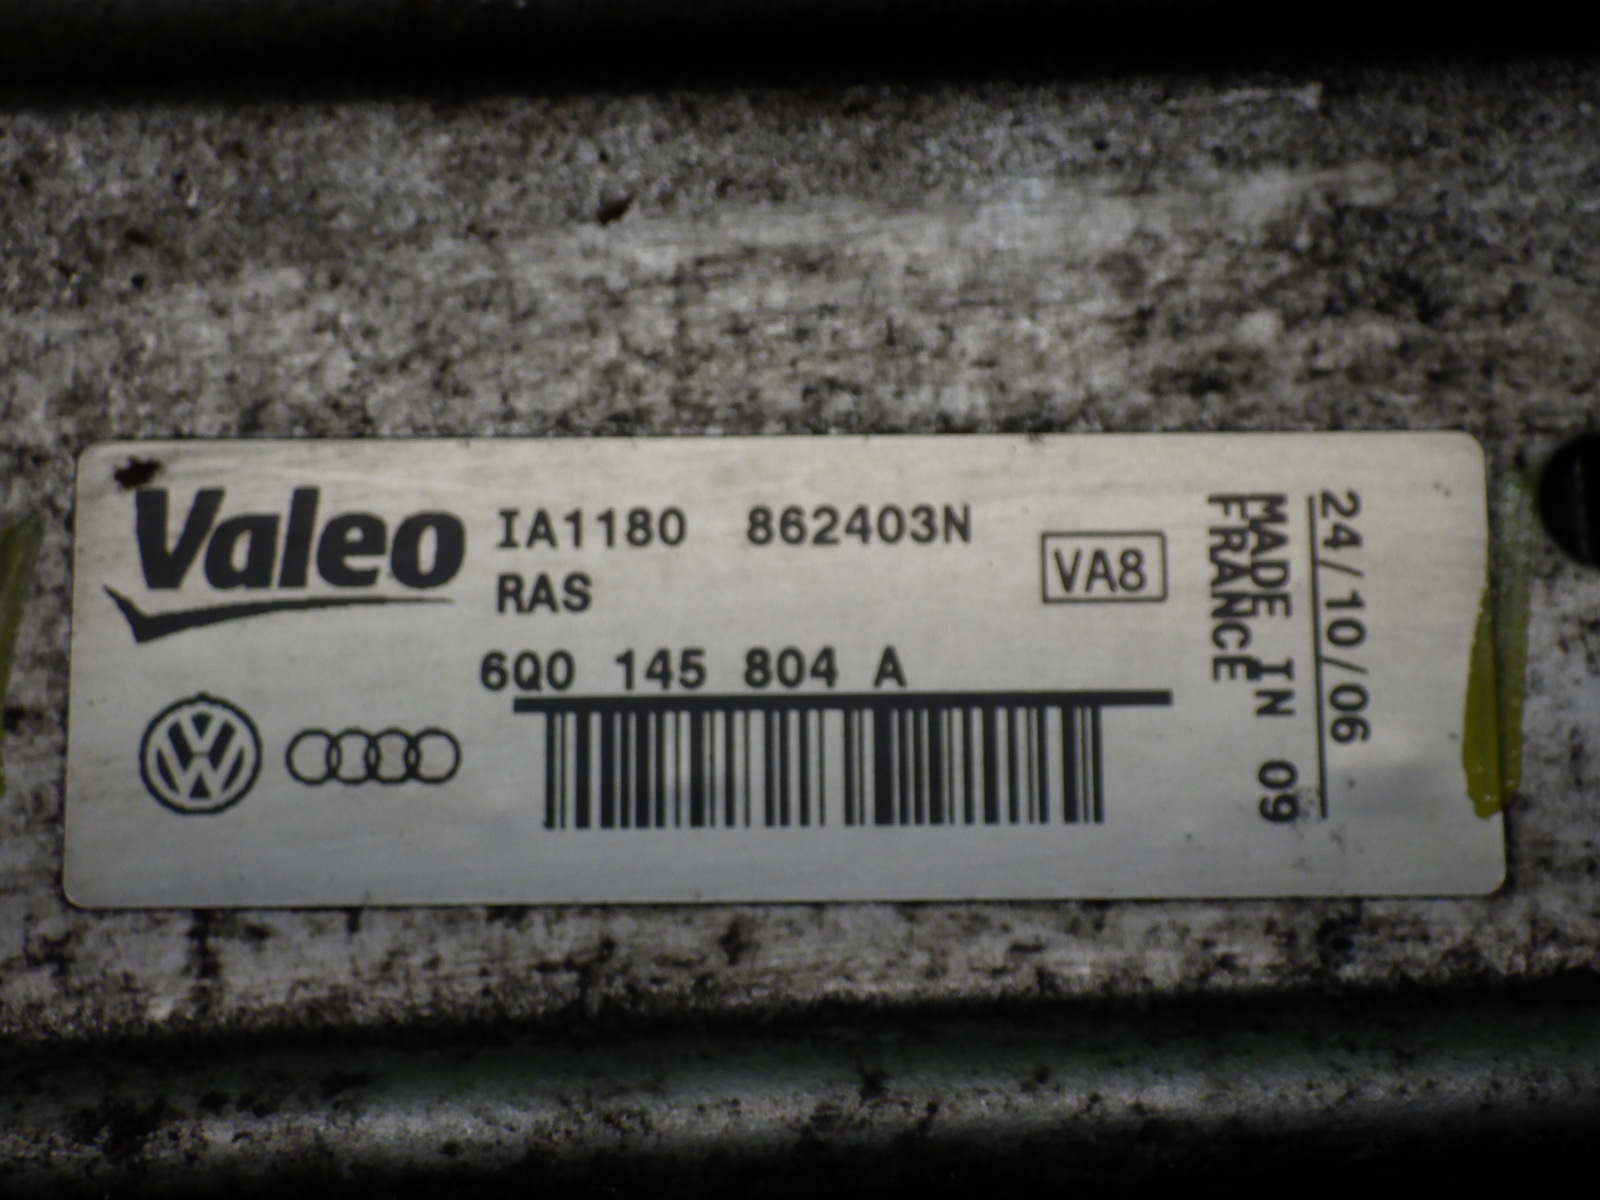 Valeo
IA1180 862403N
RAS
VA8
6Q0 145 804 A
24/10/06
MADE IN 09
FRANCE